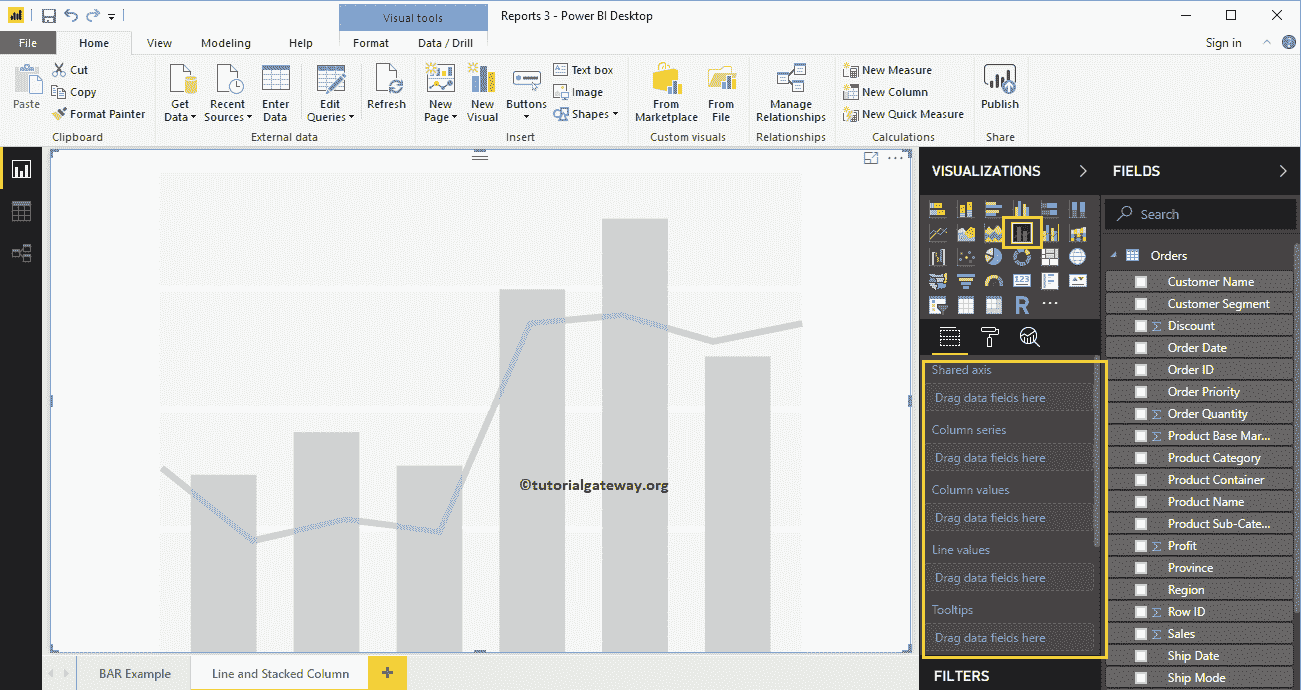 Visual tools
Reports 3 - Power BI Desktop
File Home View Modeling Help Format Data / Drill Sign in
Paste
Cut
Copy
Format Painter
Clipboard
Get Data
Recent Sources
Enter Data
Edit Queries
External data
Refresh
New Page
New Visual
Buttons
Text box
Image
Shapes
Insert
From Marketplace
From File
Custom visuals
Manage Relationships
Relationships
New Measure
New Column
New Quick Measure
Calculations
Publish
Share
©tutorialgateway.org
BAR Example
Line and Stacked Column
+
VISUALIZATIONS
123
R
Shared axis
Drag data fields here
Column series
Drag data fields here
Column values
Drag data fields here
Line values
Drag data fields here
Tooltips
Drag data fields here
FILTERS
FIELDS
Search
Orders
Customer Name
Customer Segment
Σ Discount
Order Date
Order ID
Order Priority
Σ Order Quantity
Σ Product Base Mar...
Product Category
Product Container
Product Name
Product Sub-Cate...
Σ Profit
Province
Region
Σ Row ID
Σ Sales
Ship Date
Ship Mode